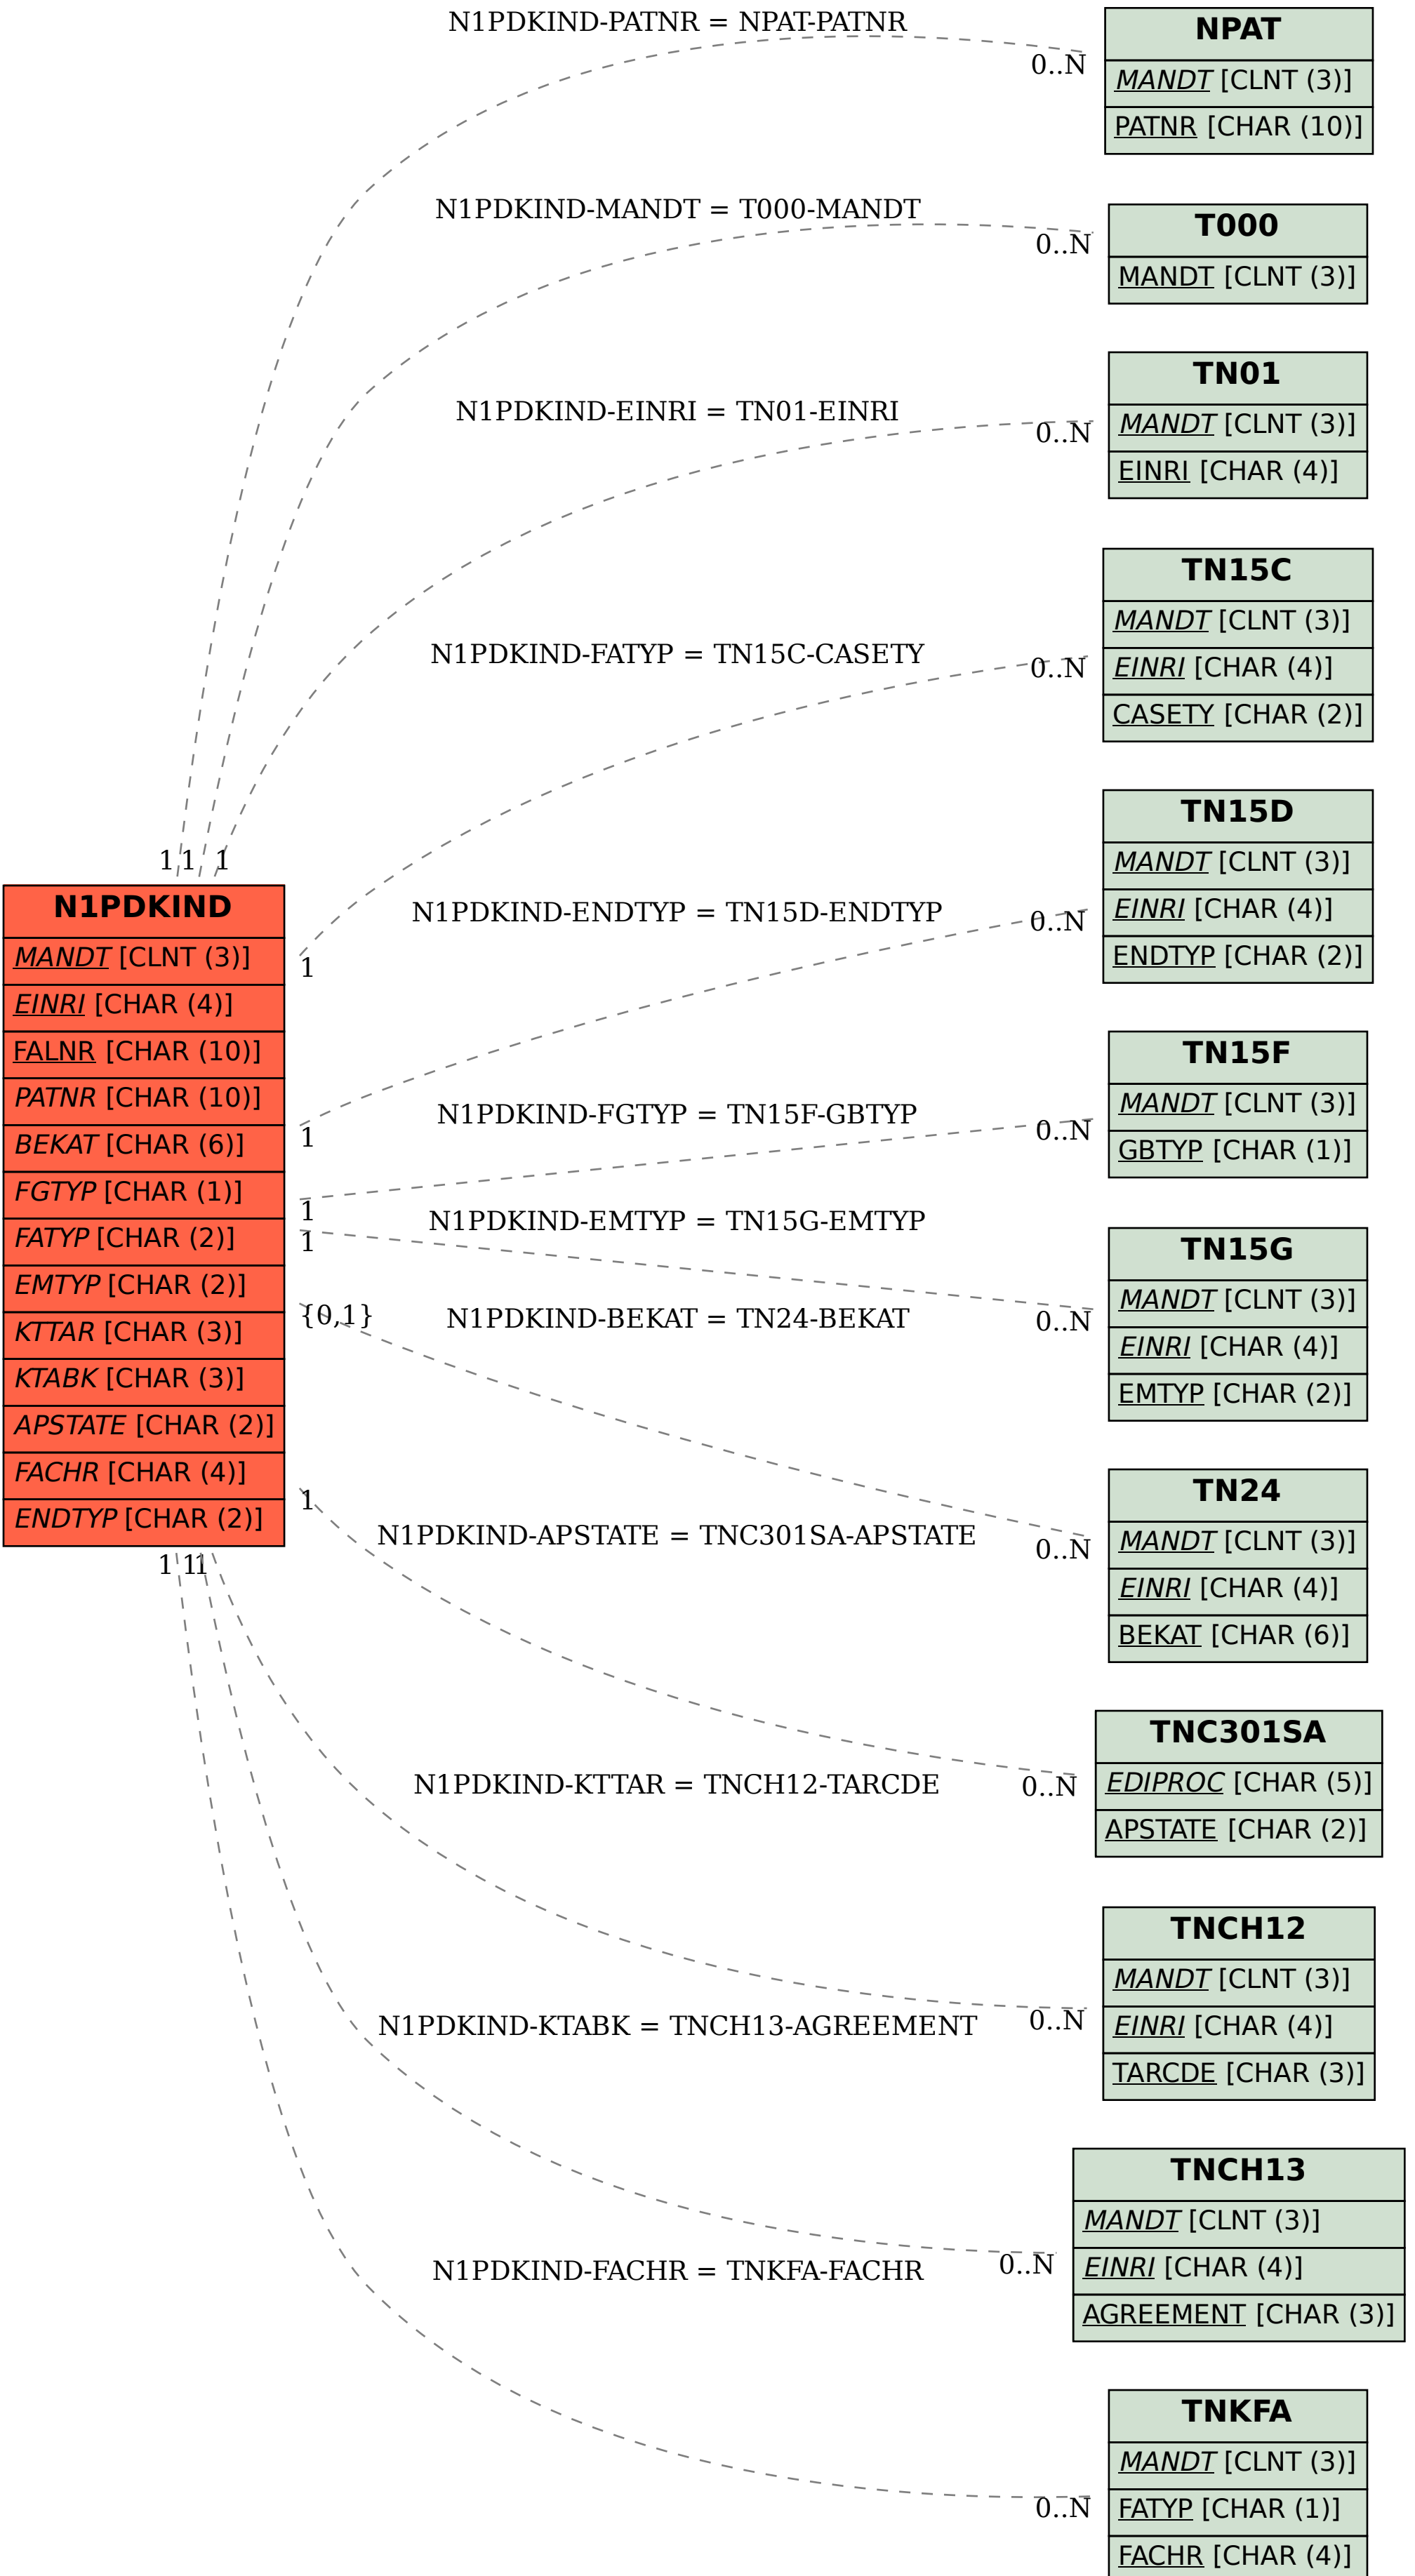 N1PDKIND-PATNR = NPAT-PATNR
0..N
NPAT
MANDT [CLNT (3)]
PATNR [CHAR (10)]
N1PDKIND-MANDT = T000-MANDT
0..N
T000
MANDT [CLNT (3)]
N1PDKIND-EINRI = TN01-EINRI
0..N
TN01
MANDT [CLNT (3)]
EINRI [CHAR (4)]
N1PDKIND-FATYP = TN15C-CASETY
0..N
TN15C
MANDT [CLNT (3)]
EINRI [CHAR (4)]
CASETY [CHAR (2)]
N1PDKIND-ENDTYP = TN15D-ENDTYP
0..N
TN15D
MANDT [CLNT (3)]
EINRI [CHAR (4)]
ENDTYP [CHAR (2)]
1 1 1
N1PDKIND
MANDT [CLNT (3)]
EINRI [CHAR (4)]
FALNR [CHAR (10)]
PATNR [CHAR (10)]
BEKAT [CHAR (6)]
FGTYP [CHAR (1)]
FATYP [CHAR (2)]
EMTYP [CHAR (2)]
KTTAR [CHAR (3)]
KTABK [CHAR (3)]
APSTATE [CHAR (2)]
FACHR [CHAR (4)]
ENDTYP [CHAR (2)]
1
1
1
1
{0,1}
1
1 1 1
N1PDKIND-FGTYP = TN15F-GBTYP
0..N
TN15F
MANDT [CLNT (3)]
GBTYP [CHAR (1)]
N1PDKIND-EMTYP = TN15G-EMTYP
0..N
TN15G
MANDT [CLNT (3)]
EINRI [CHAR (4)]
EMTYP [CHAR (2)]
N1PDKIND-BEKAT = TN24-BEKAT
0..N
TN24
MANDT [CLNT (3)]
EINRI [CHAR (4)]
BEKAT [CHAR (6)]
N1PDKIND-APSTATE = TNC301SA-APSTATE
0..N
TNC301SA
EDIPROC [CHAR (5)]
APSTATE [CHAR (2)]
N1PDKIND-KTTAR = TNCH12-TARCDE
0..N
TNCH12
MANDT [CLNT (3)]
EINRI [CHAR (4)]
TARCDE [CHAR (3)]
N1PDKIND-KTABK = TNCH13-AGREEMENT
0..N
TNCH13
MANDT [CLNT (3)]
EINRI [CHAR (4)]
AGREEMENT [CHAR (3)]
N1PDKIND-FACHR = TNKFA-FACHR
0..N
TNKFA
MANDT [CLNT (3)]
FATYP [CHAR (1)]
FACHR [CHAR (4)]